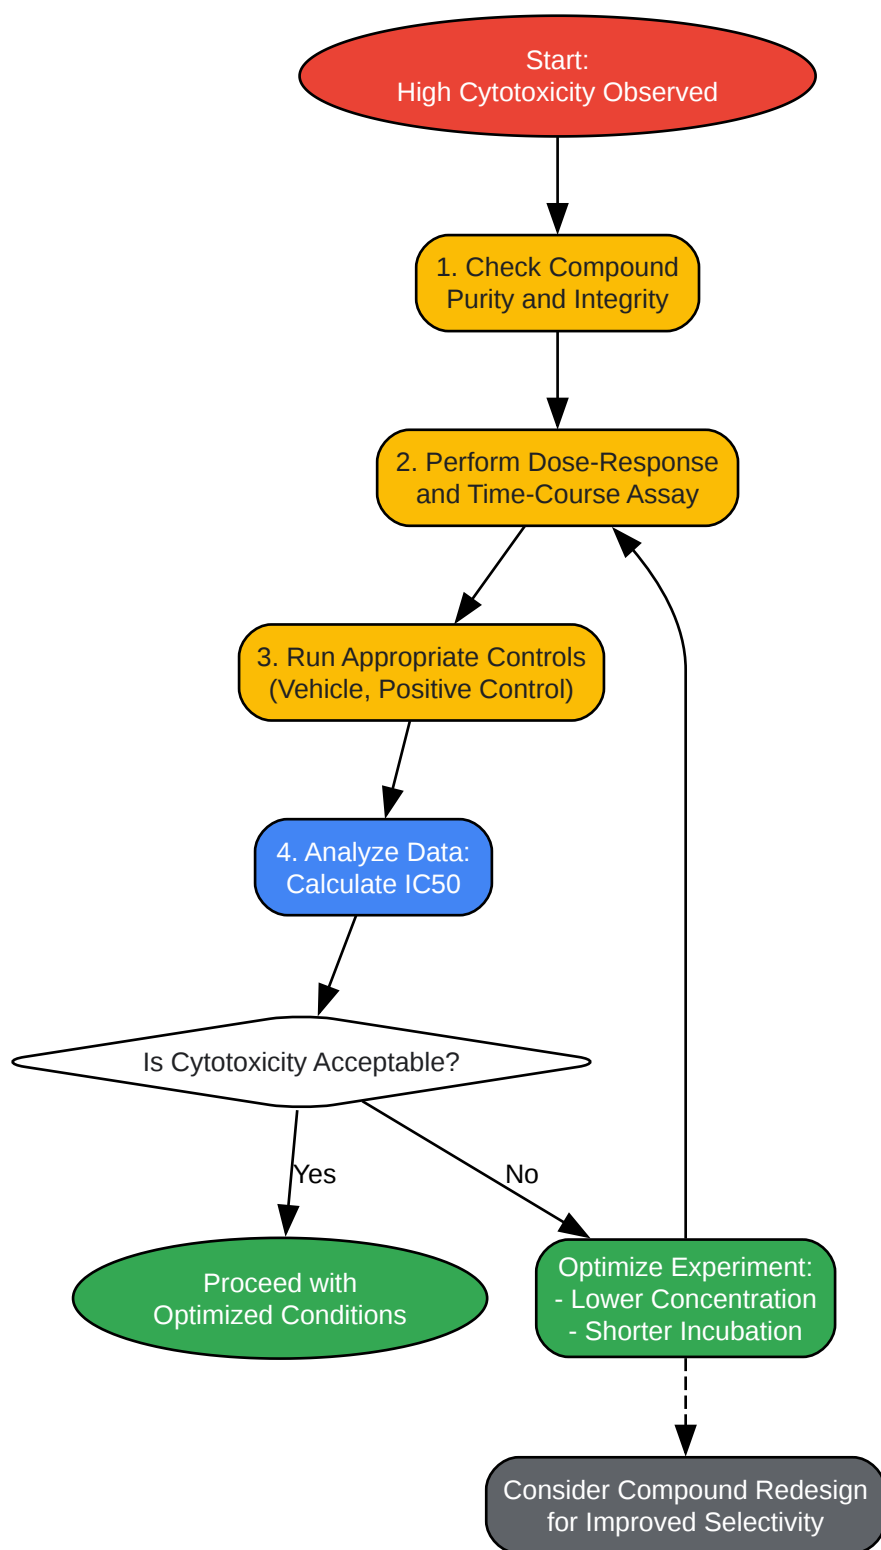 Start:
High Cytotoxicity Observed
1. Check Compound
Purity and Integrity
2. Perform Dose-Response
and Time-Course Assay
3. Run Appropriate Controls
(Vehicle, Positive Control)
4. Analyze Data:
Calculate IC50
Is Cytotoxicity Acceptable?
Yes
No
Proceed with
Optimized Conditions
Optimize Experiment:
- Lower Concentration
- Shorter Incubation
Consider Compound Redesign
for Improved Selectivity